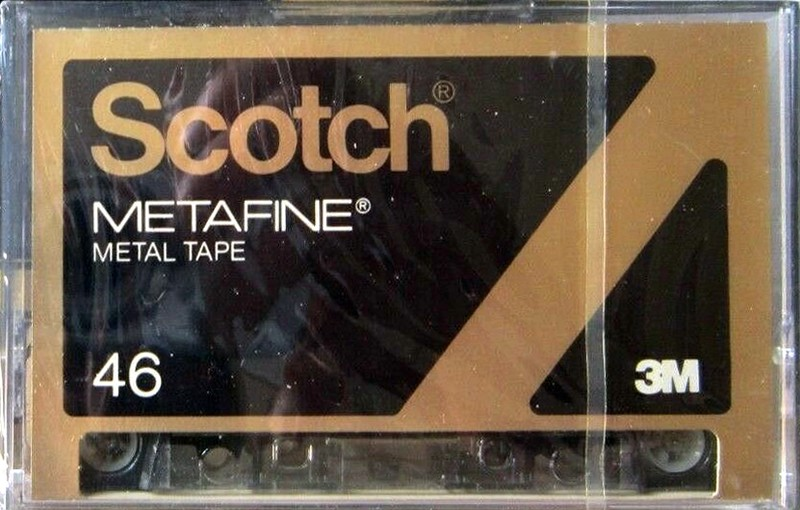 Scotch®
METAFINE®
METAL TAPE
46
3M